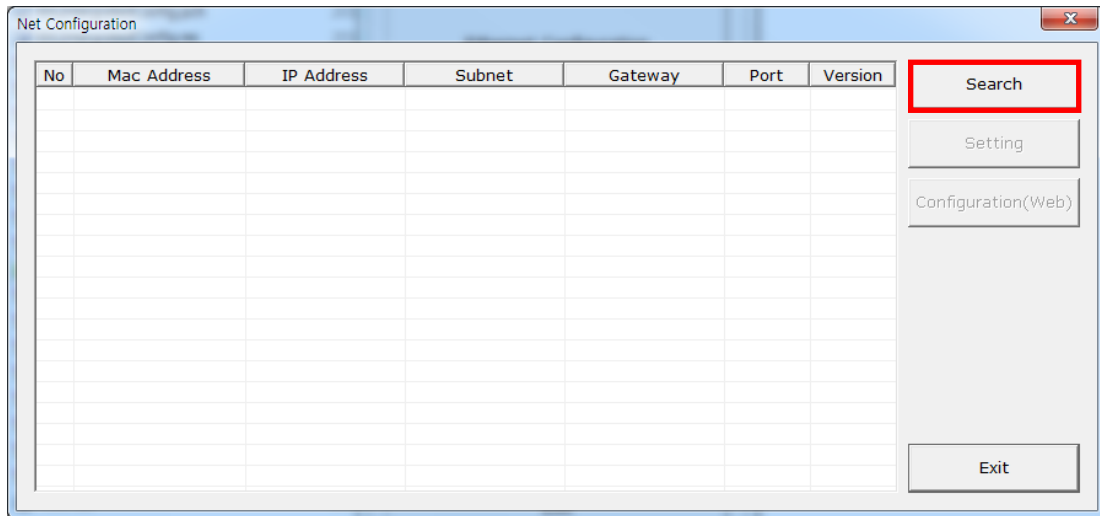 Net Configuration
No Mac Address IP Address Subnet Gateway Port Version
Search
Setting
Configuration(Web)
Exit